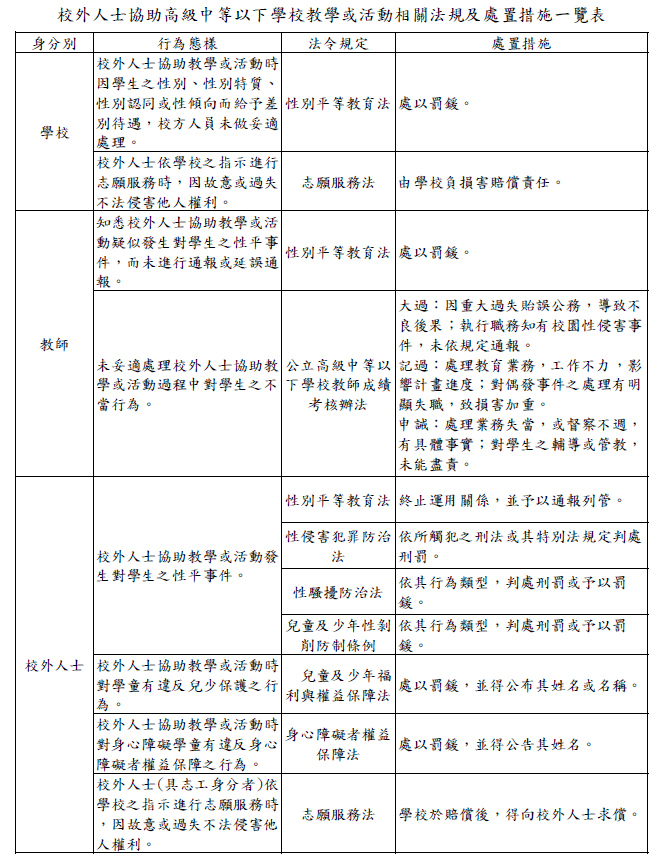 校外人士協助高級中等以下學校教學或活動相關法規及處置措施一覽表
身分別
行為態樣
法令規定
處置措施
學校
校外人士協助教學或活動時
因學生之性別、性別特質、
性別認同或性傾向而給予差
別待遇，校方人員未做妥適
處理。
性別平等教育法
處以罰鍰。
校外人士依學校之指示進行
志願服務時，因故意或過失
不法侵害他人權利。
志願服務法
由學校負損害賠償責任。
教師
知悉校外人士協助教學或活
動疑似發生對學生之性平事
件，而未進行通報或延誤通
報。
性別平等教育法
處以罰鍰。
未妥適處理校外人士協助教
學或活動過程中對學生之不
當行為。
公立高級中等以
下學校教師成績
考核辦法
大過：因重大過失貽誤公務，導致不
良後果；執行職務知有校園性侵害事
件，未依規定通報。
記過：處理教育業務，工作不力，影
響計畫進度；對偶發事件之處理有明
顯失職，致損害加重。
申誡：處理業務失當，或督察不週，
有具體事實；對學生之輔導或管教，
未能盡責。
校外人士
校外人士協助教學或活動發
生對學生之性平事件。
性別平等教育法
終止運用關係，並予以通報列管。
性侵害犯罪防治
法
依所觸犯之刑法或其特別法規定判處
刑罰。
性騷擾防治法
依其行為類型，判處刑罰或予以罰
鍰。
兒童及少年性剝
削防制條例
依其行為類型，判處刑罰或予以罰
鍰。
校外人士協助教學或活動時
對學童有違反兒少保護之行
為。
兒童及少年福
利與權益保障法
處以罰鍰，並得公布其姓名或名稱。
校外人士協助教學或活動時
對身心障礙學童有違反身心
障礙者權益保障之行為。
身心障礙者權益
保障法
處以罰鍰，並得公告其姓名。
校外人士(具志工身分者)依
學校之指示進行志願服務時
，因故意或過失不法侵害他
人權利。
志願服務法
學校於賠償後，得向校外人士求償。